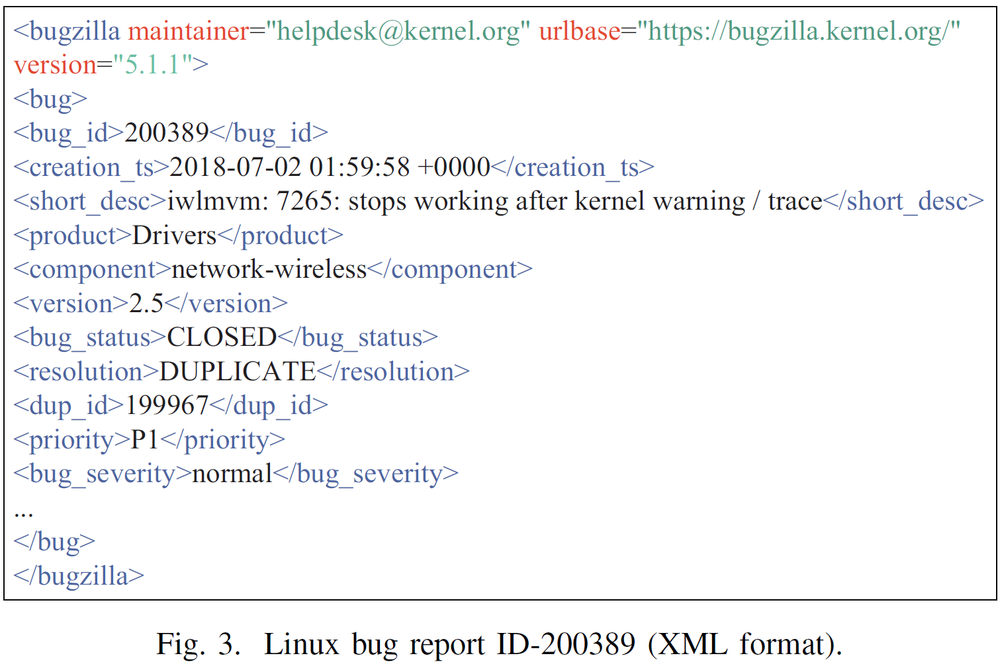 <bugzilla maintainer="helpdesk@kernel.org" urlbase="https://bugzilla.kernel.org/"
version="5.1.1">
<bug>
<bug_id>200389</bug_id>
<creation_ts>2018-07-02 01:59:58 +0000</creation_ts>
<short_desc>iwlmvm: 7265: stops working after kernel warning / trace</short_desc>
<product>Drivers</product>
<component>network-wireless</component>
<version>2.5</version>
<bug_status>CLOSED</bug_status>
<resolution>DUPLICATE</resolution>
<dup_id>199967</dup_id>
<priority>P1</priority>
<bug_severity>normal</bug_severity>
...
</bug>
</bugzilla>
Fig. 3. Linux bug report ID-200389 (XML format).